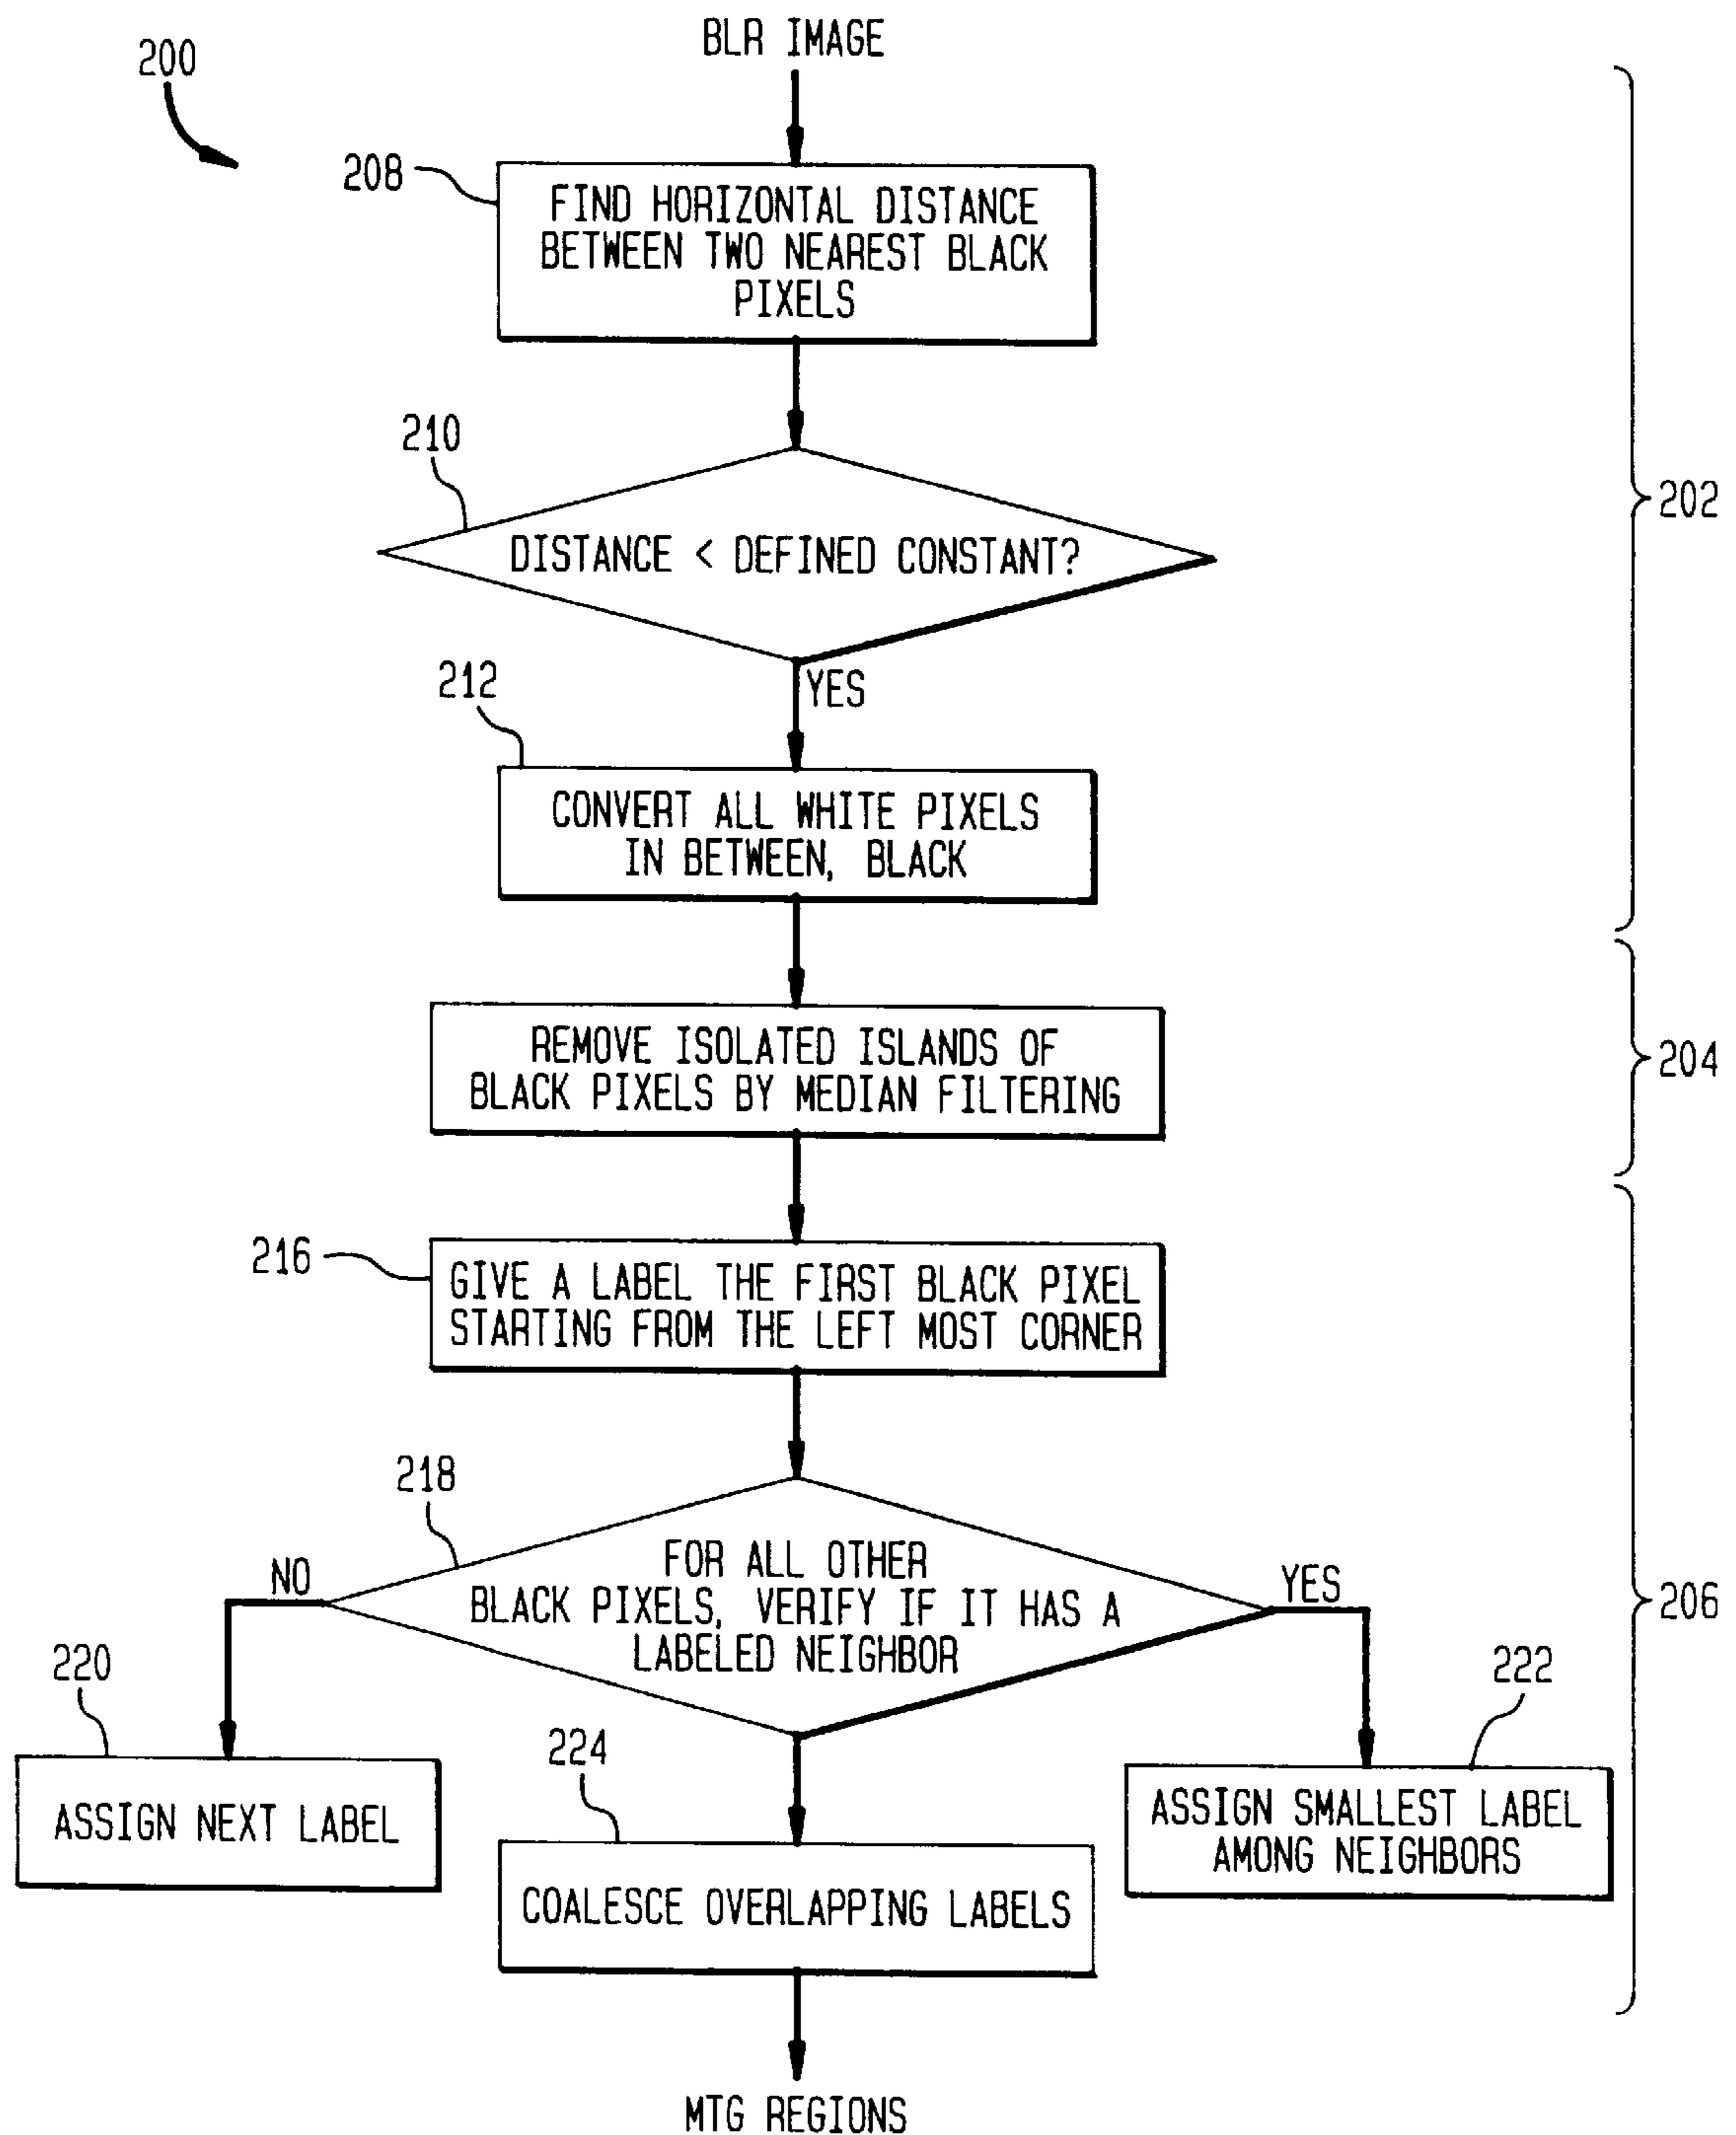 BLR IMAGE
200
208
FIND HORIZONTAL DISTANCE
BETWEEN TWO NEAREST BLACK
PIXELS
210
DISTANCE < DEFINED CONSTANT?
202
212
YES
CONVERT ALL WHITE PIXELS
IN BETWEEN, BLACK
REMOVE ISOLATED ISLANDS OF
BLACK PIXELS BY MEDIAN FILTERING
204
216
GIVE A LABEL THE FIRST BLACK PIXEL
STARTING FROM THE LEFT MOST CORNER
218
NO
FOR ALL OTHER
BLACK PIXELS, VERIFY IF IT HAS A
LABELED NEIGHBOR
YES
206
220
224
222
ASSIGN NEXT LABEL
COALESCE OVERLAPPING LABELS
ASSIGN SMALLEST LABEL
AMONG NEIGHBORS
MTG REGIONS